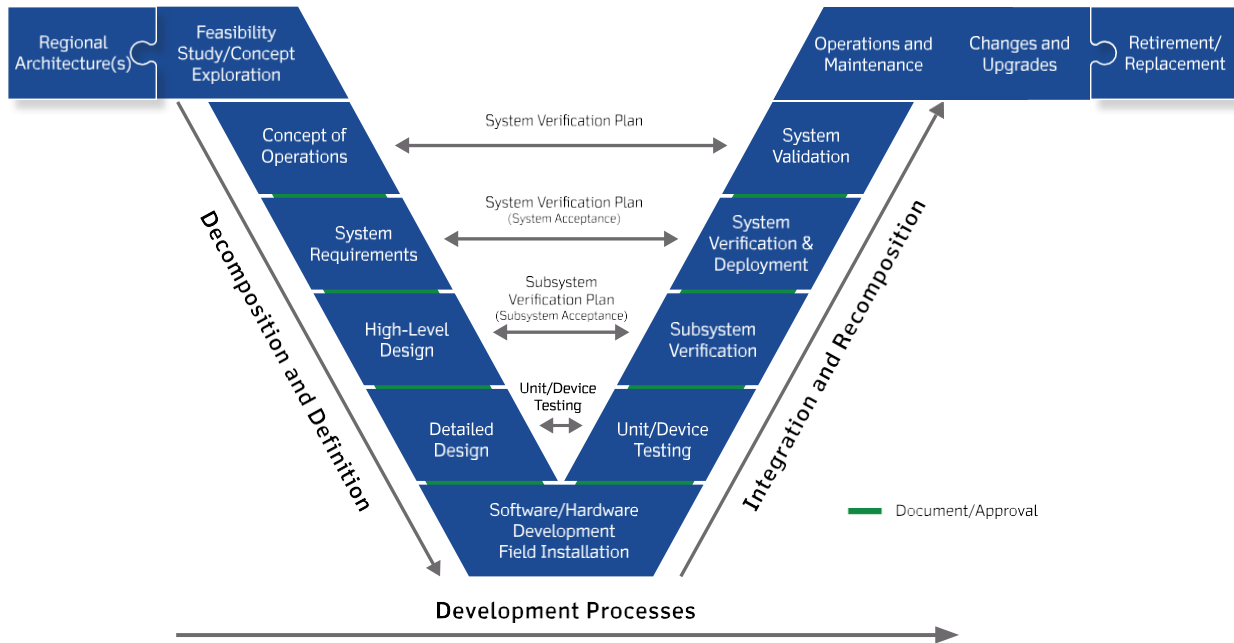 Regional
Architecture(s)
Feasibility
Study/Concept
Exploration
Operations and
Maintenance
Changes and
Upgrades
Retirement/
Replacement
Concept of
Operations
System Verification Plan
System
Validation
System
Requirements
System Verification Plan
(System Acceptance)
System
Verification &
Deployment
High-Level
Design
Subsystem
Verification Plan
(Subsystem Acceptance)
Subsystem
Verification
Detailed
Design
Unit/Device
Testing
Unit/Device
Testing
Software/Hardware
Development
Field Installation
Decomposition and Definition
Integration and Recomposition
Document/Approval
Development Processes